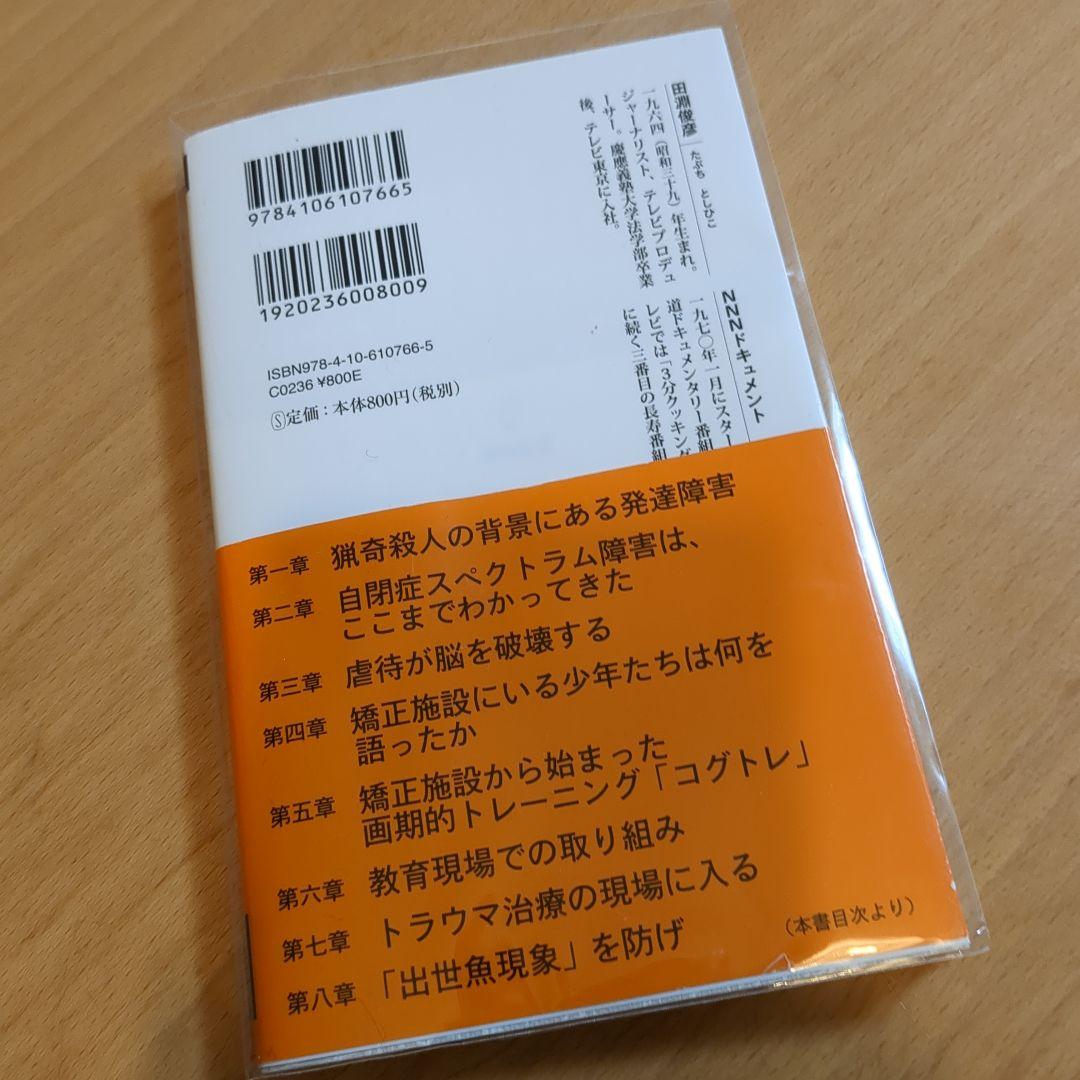 9784106107665
1920236008009
ISBN978-4-10-610766-5
C0236 ¥800E
Ⓢ定価：本体800円（税別）
田淵俊彦 たぶち としひこ
一九六四（昭和三十九）年生まれ。
ジャーナリスト、テレビプロデュ
ーサー。慶應義塾大学法学部卒業
後、テレビ東京に入社。
NNNドキュメント
一九七〇年一月にスター
道ドキュメンタリー番組
レビでは「3分クッキング
に続く三番目の長寿番組
第一章 猟奇殺人の背景にある発達障害
第二章 自閉症スペクトラム障害は、
ここまでわかってきた
第三章 虐待が脳を破壊する
第四章 矯正施設にいる少年たちは何を
語ったか
第五章 矯正施設から始まった
画期的トレーニング「コグトレ」
第六章 教育現場での取り組み
第七章 トラウマ治療の現場に入る
第八章 「出世魚現象」を防げ
（本書目次より）